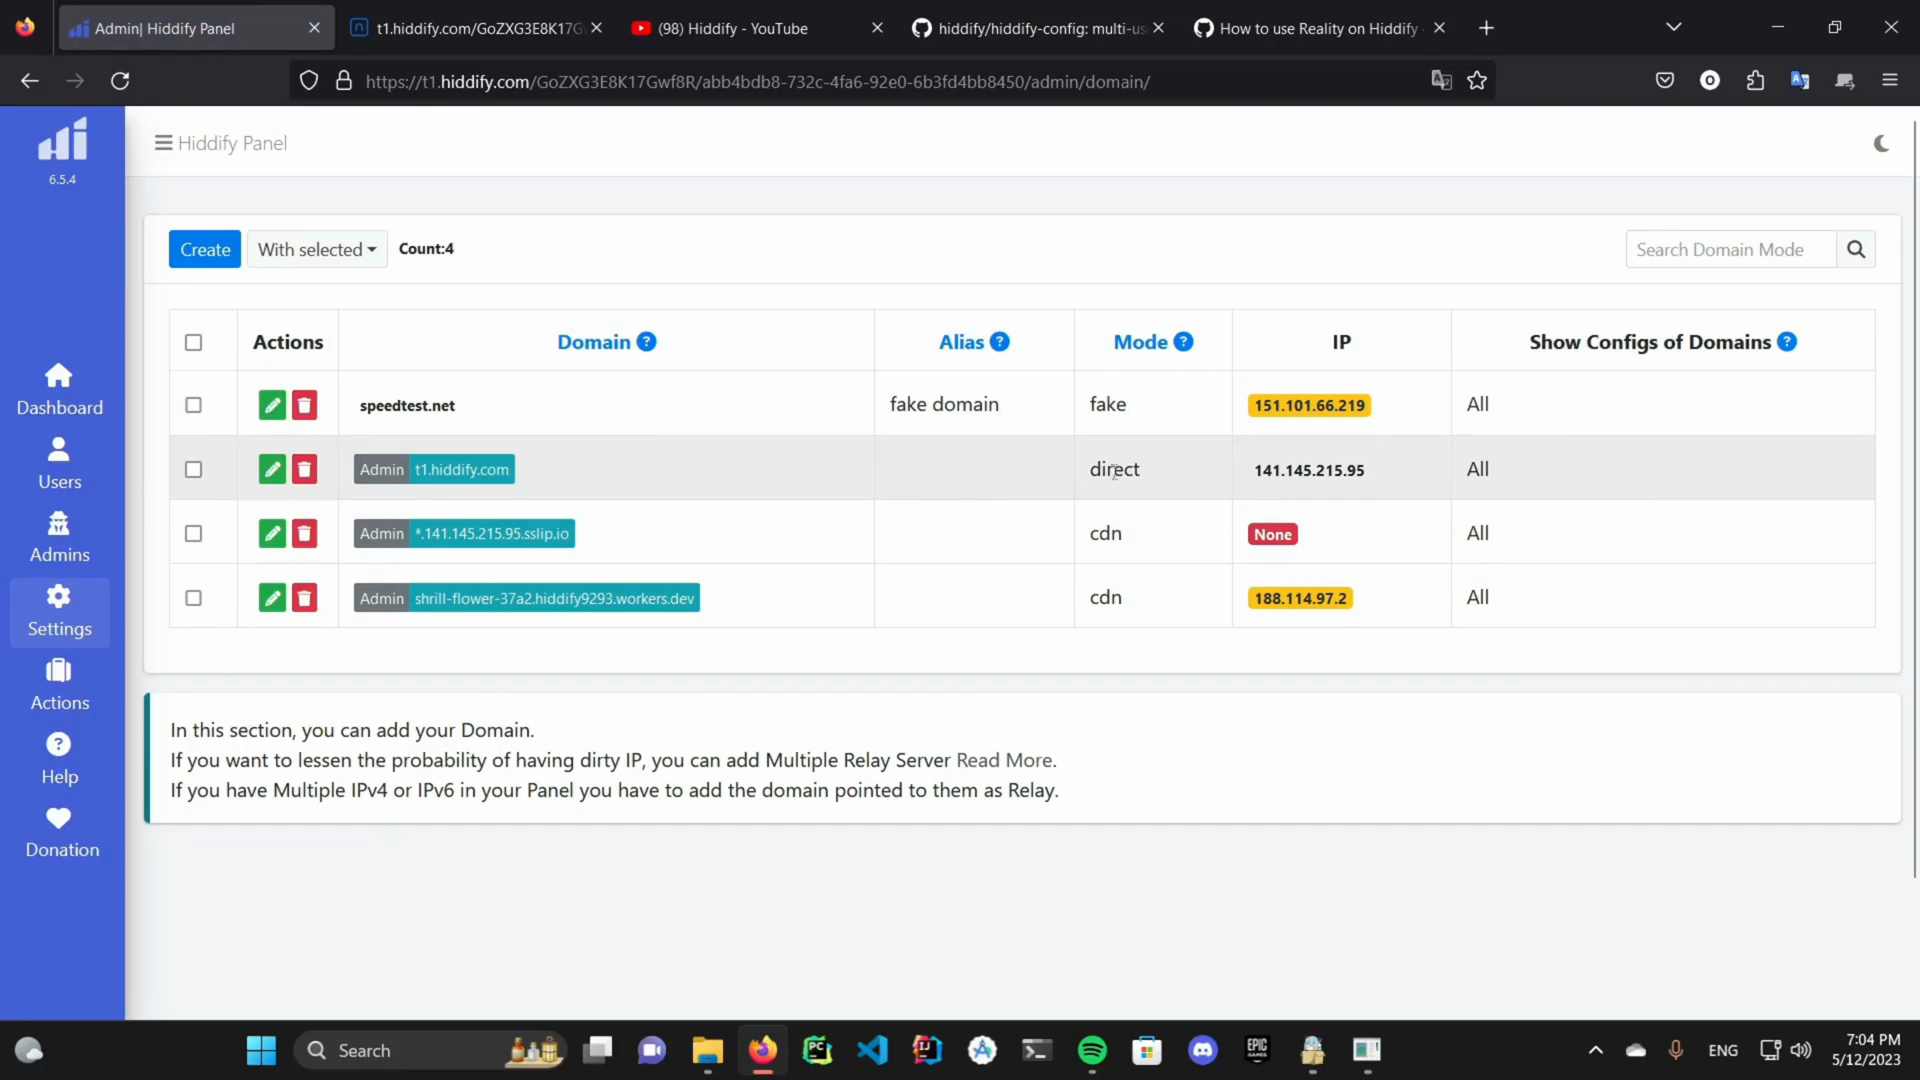 Admin| Hiddify Panel
t1.hiddify.com/GoZXG3E8K17G
(98) Hiddify - YouTube
hiddify/hiddify-config: multi-us
How to use Reality on Hiddify
https://t1.hiddify.com/GoZXG3E8K17Gwf8R/abb4bdb8-732c-4fa6-92e0-6b3fd4bb8450/admin/domain/
6.5.4
Hiddify Panel
Dashboard
Users
Admins
Settings
Actions
Help
Donation
Create
With selected
Count:4
Search Domain Mode
Actions Domain Alias Mode IP Show Configs of Domains
speedtest.net fake domain fake 151.101.66.219 All
Admin t1.hiddify.com direct 141.145.215.95 All
Admin *.141.145.215.95.sslip.io cdn None All
Admin shrill-flower-37a2.hiddify9293.workers.dev cdn 188.114.97.2 All
In this section, you can add your Domain.
If you want to lessen the probability of having dirty IP, you can add Multiple Relay Server Read More.
If you have Multiple IPv4 or IPv6 in your Panel you have to add the domain pointed to them as Relay.
Search
PC
IJ
EPIC
GAMES
ENG
7:04 PM
5/12/2023